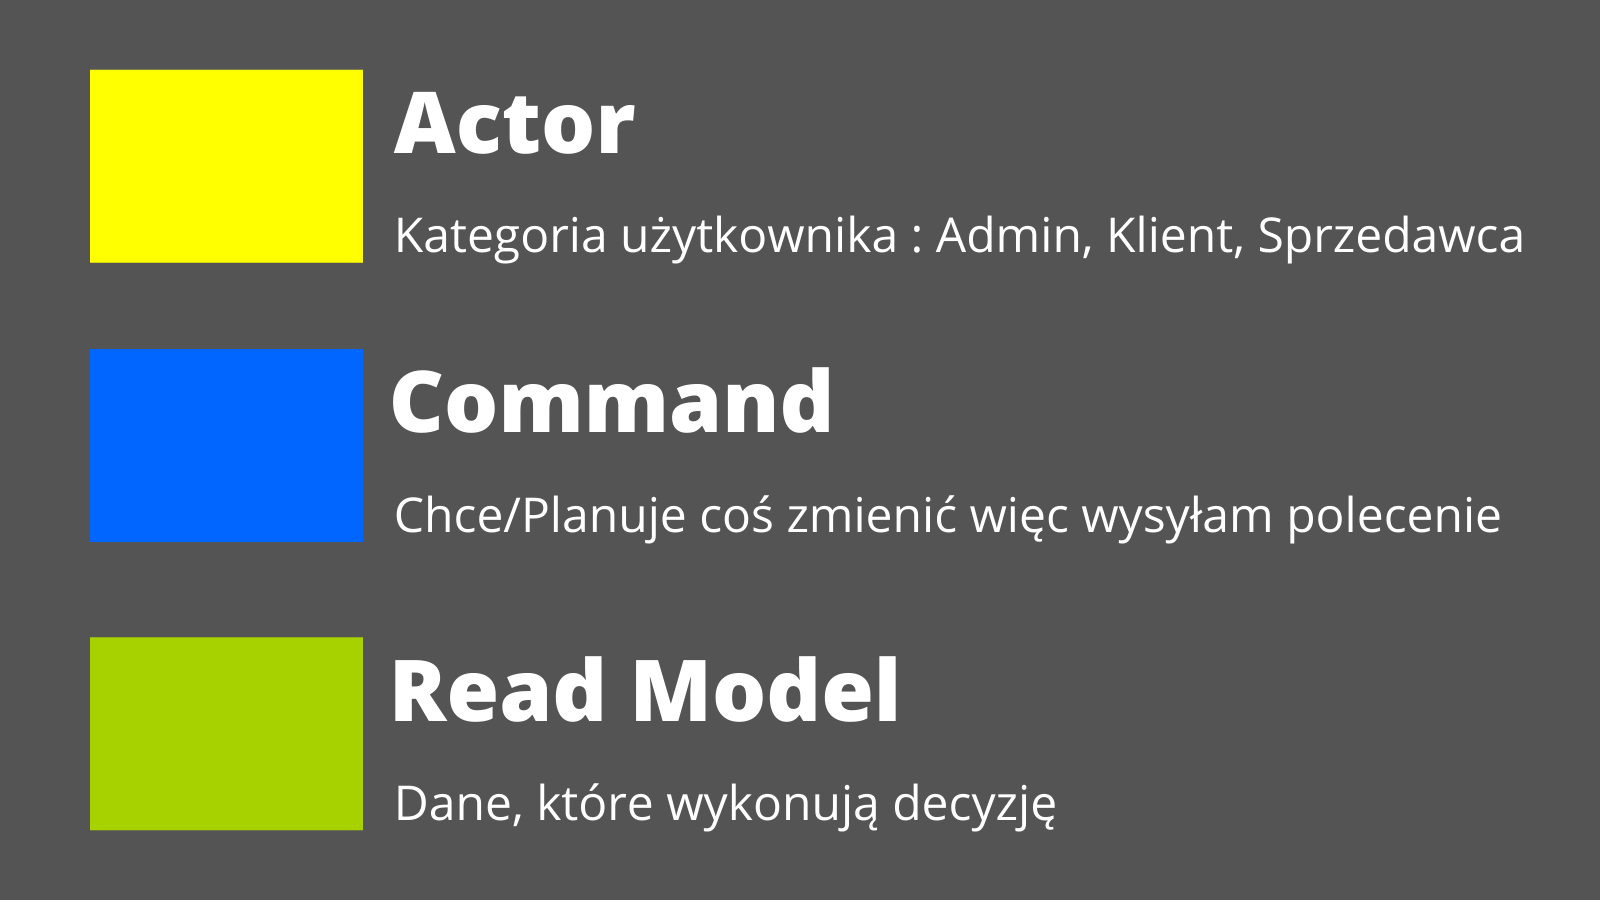 Actor
Kategoria użytkownika : Admin, Klient, Sprzedawca
Command
Chce/Planuje coś zmienić więc wysyłam polecenie
Read Model
Dane, które wykonują decyzję